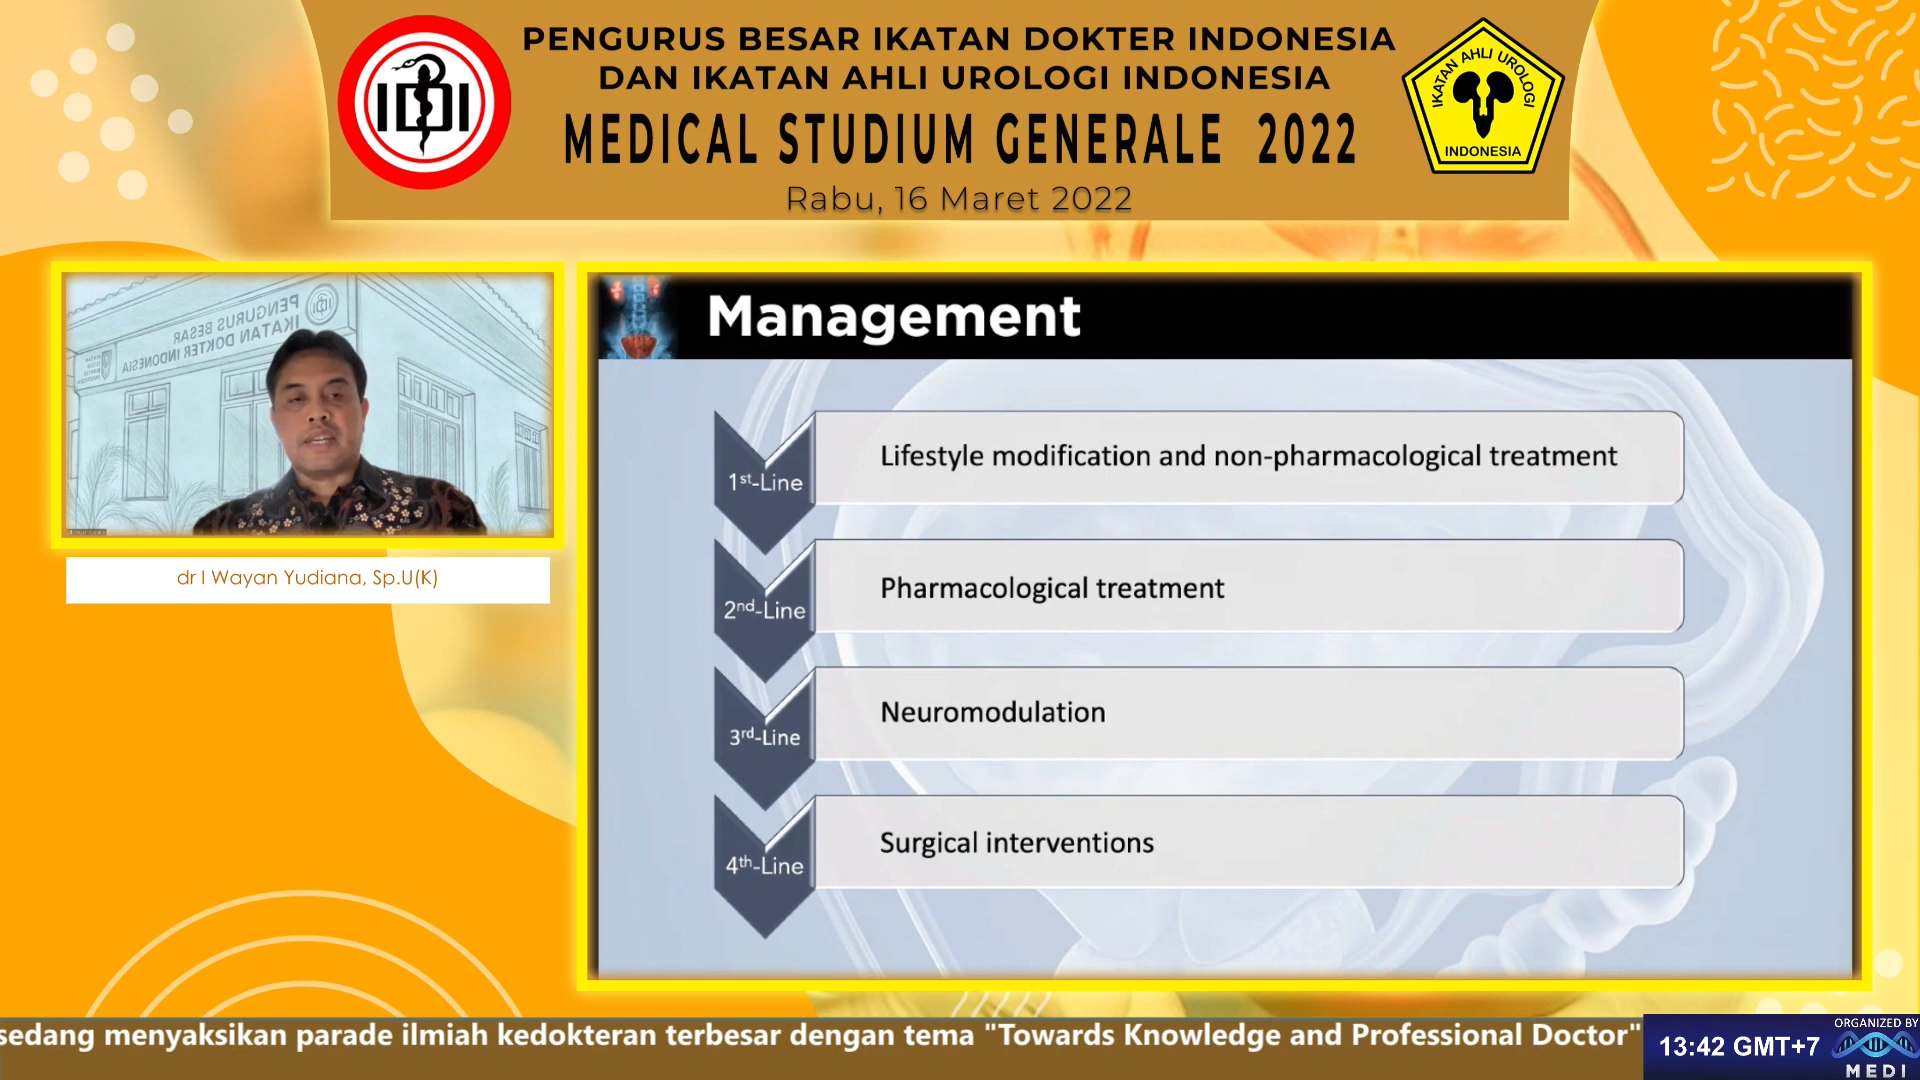 PENGURUS BESAR IKATAN DOKTER INDONESIA
DAN IKATAN AHLI UROLOGI INDONESIA
MEDICAL STUDIUM GENERALE 2022
Rabu, 16 Maret 2022
IDI
IKATAN AHLI UROLOGI
INDONESIA
PENGURUS BESAR
IKATAN DOKTER INDONESIA
dr I Wayan Yudiana, Sp.U(K)
Management
1st-Line
Lifestyle modification and non-pharmacological treatment
2nd-Line
Pharmacological treatment
3rd-Line
Neuromodulation
4th-Line
Surgical interventions
sedang menyaksikan parade ilmiah kedokteran terbesar dengan tema "Towards Knowledge and Professional Doctor"
13:42 GMT+7
ORGANIZED BY
MEDI